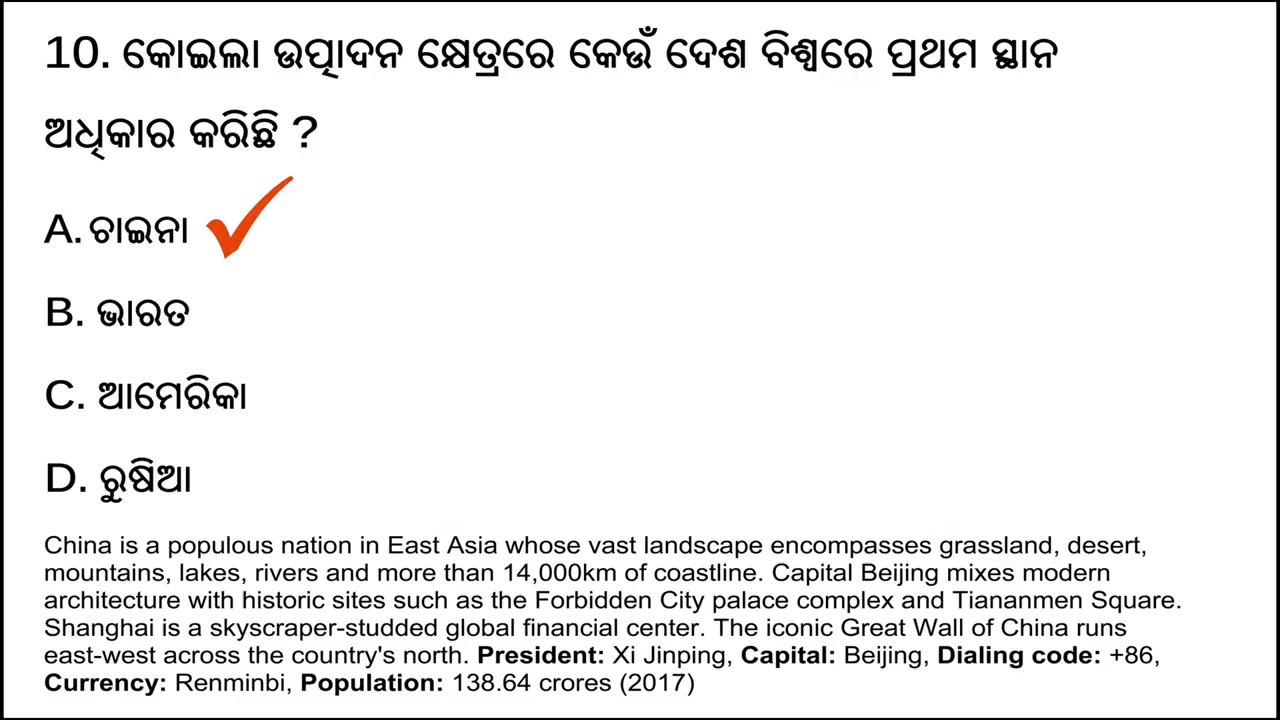 10. କୋଇଲା ଉତ୍ପାଦନ କ୍ଷେତ୍ରରେ କେଉଁ ଦେଶ ବିଶ୍ୱରେ ପ୍ରଥମ ସ୍ଥାନ
ଅଧିକାର କରିଛି ?
A. ଚାଇନା
B. ଭାରତ
C. ଆମେରିକା
D. ରୁଷିଆ
China is a populous nation in East Asia whose vast landscape encompasses grassland, desert,
mountains, lakes, rivers and more than 14,000km of coastline. Capital Beijing mixes modern
architecture with historic sites such as the Forbidden City palace complex and Tiananmen Square.
Shanghai is a skyscraper-studded global financial center. The iconic Great Wall of China runs
east-west across the country's north. President: Xi Jinping, Capital: Beijing, Dialing code: +86,
Currency: Renminbi, Population: 138.64 crores (2017)